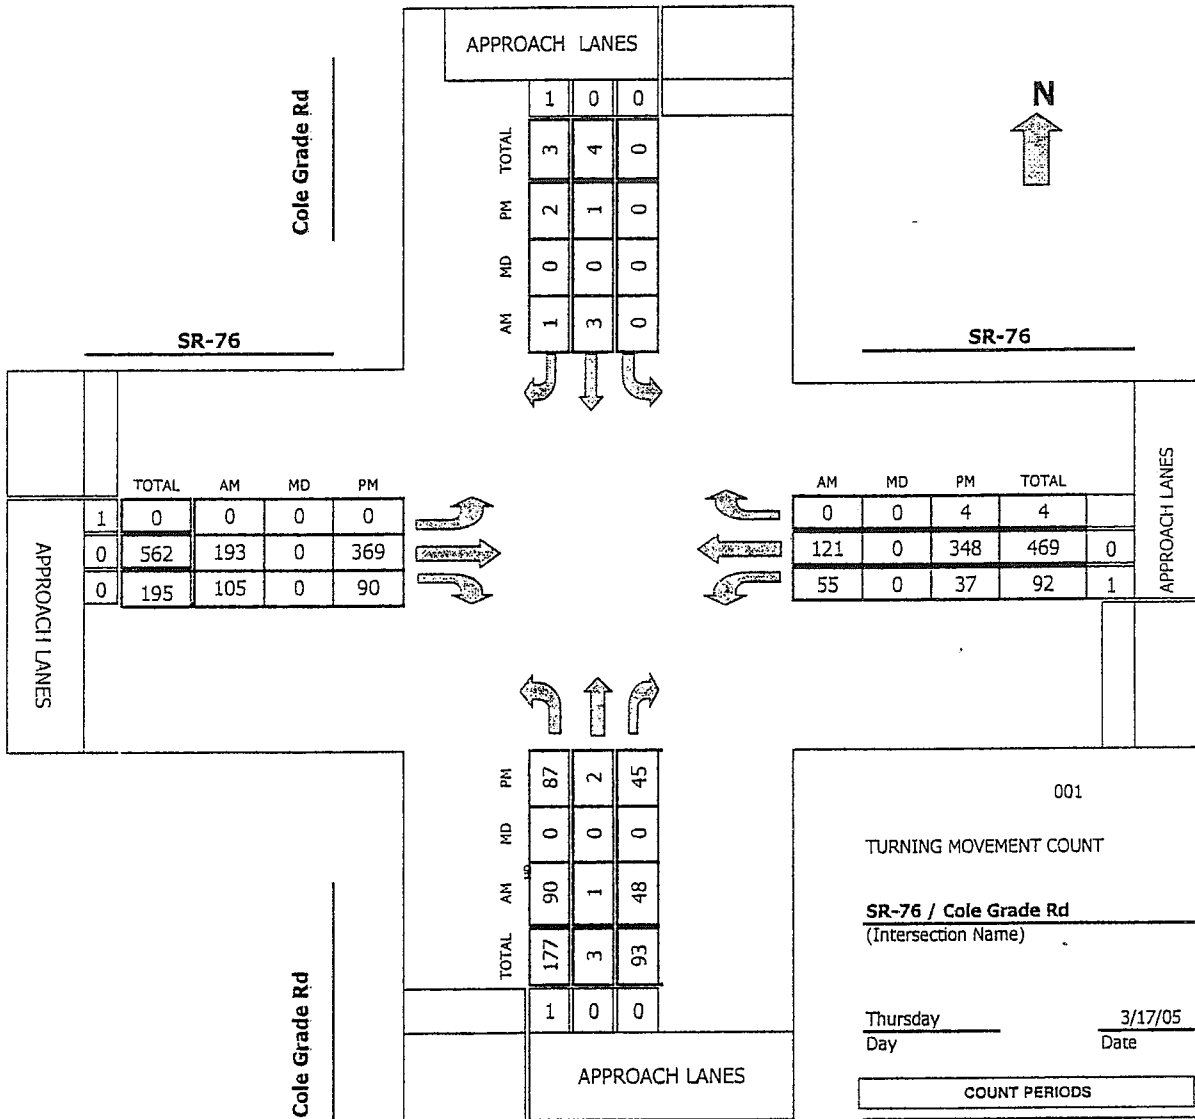 APPROACH LANES
1 0 0
Cole Grade Rd
TOTAL 3 4 0
PM 2 1 0
MD 0 0 0
AM 1 3 0
N
SR-76
SR-76
TOTAL AM MD PM
1 0 0 0 0
0 562 193 0 369
0 195 105 0 90
APPROACH LANES
AM MD PM TOTAL
0 0 4 4
121 0 348 469 0
55 0 37 92 1
APPROACH LANES
PM 87 2 45
MD 0 0 0
AM 90 1 48
TOTAL 177 3 93
1 0 0
APPROACH LANES
Cole Grade Rd
001
TURNING MOVEMENT COUNT
SR-76 / Cole Grade Rd
(Intersection Name)
Thursday 3/17/05
Day Date
COUNT PERIODS